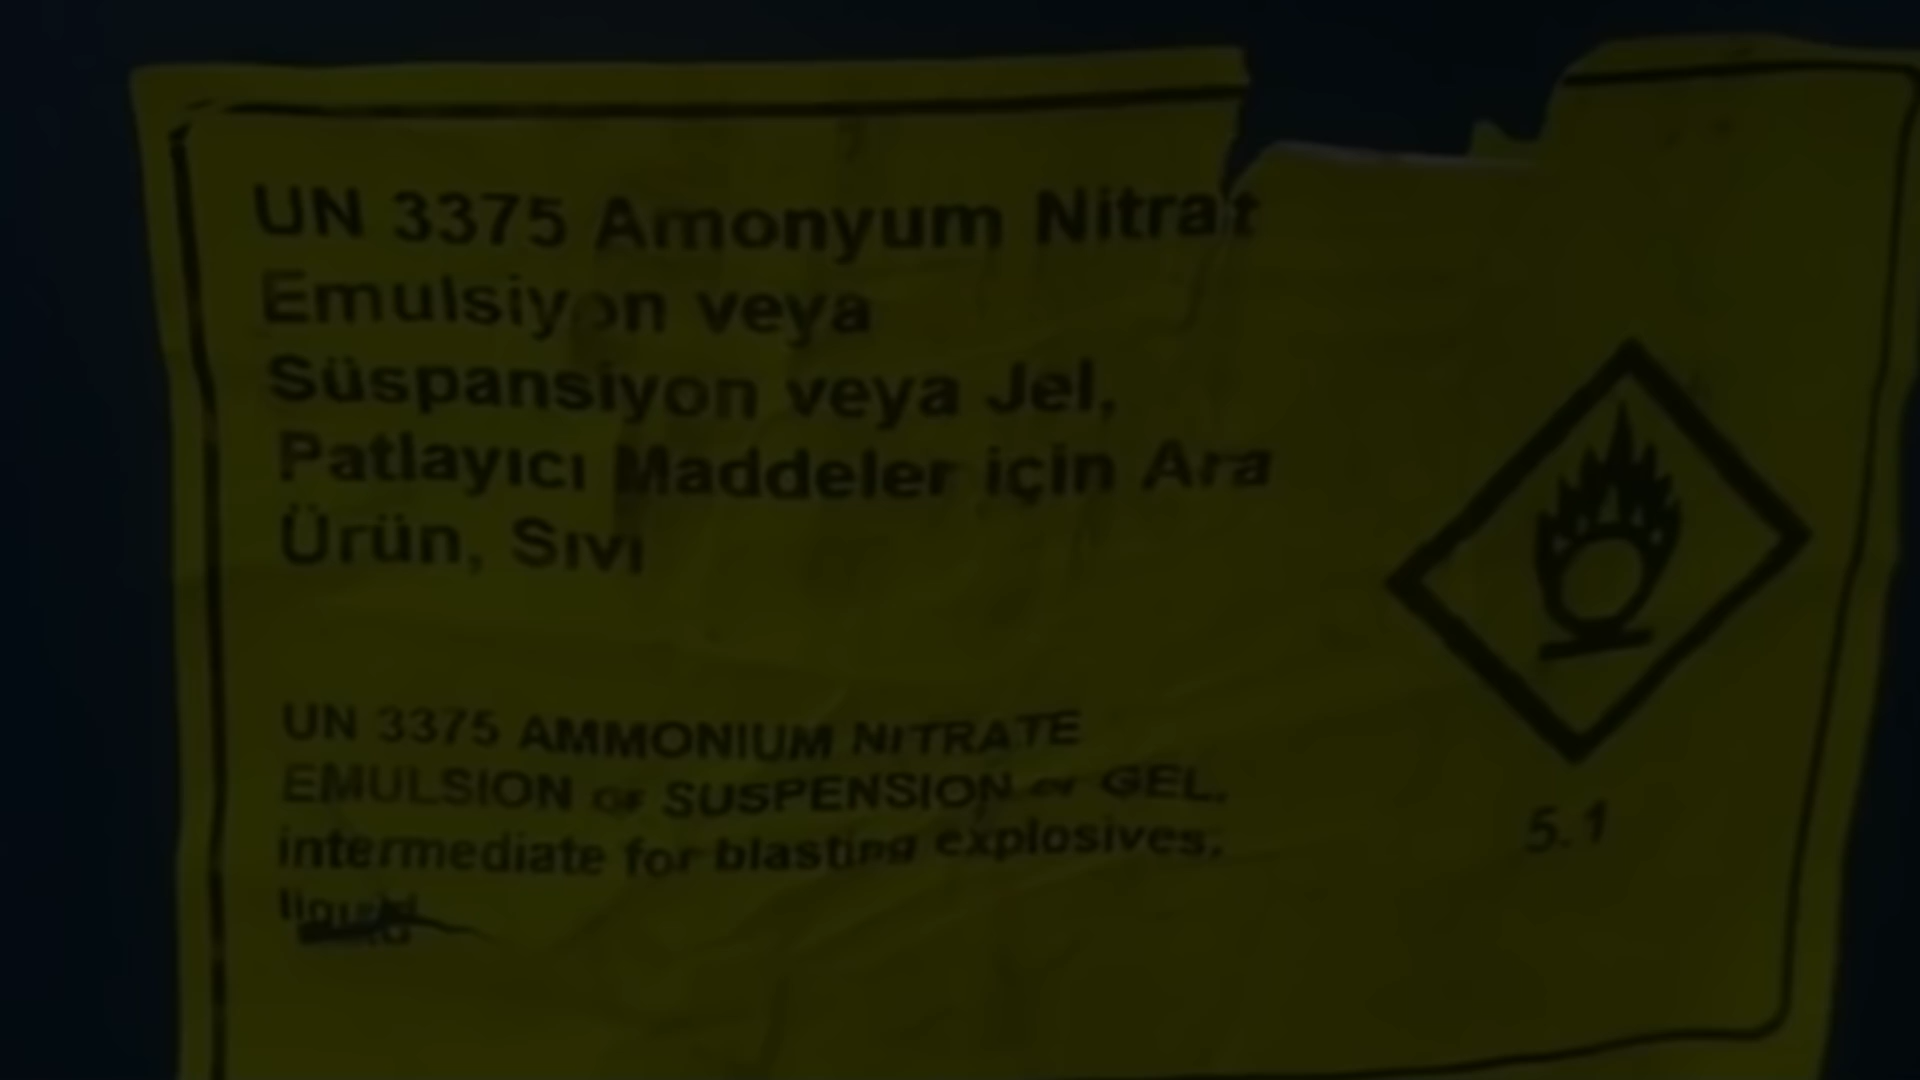 UN 3375 Amonyum Nitrat
Emulsiyon veya
Süspansiyon veya Jel,
Patlayıcı Maddeler için Ara
Ürün, Sıvı
UN 3375 AMMONIUM NITRATE
EMULSION or SUSPENSION or GEL,
intermediate for blasting explosives,
liquid
5.1